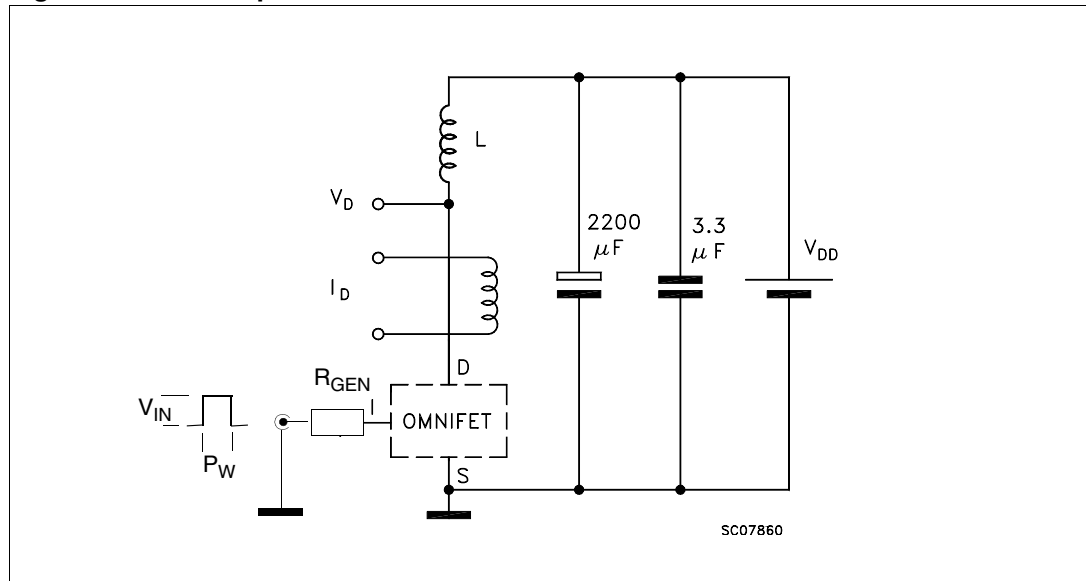 L
V_D
2200
μF
3.3
μF
V_DD
I_D
D
R_GEN
I
V_IN
OMNIFET
P_W
S
SC07860